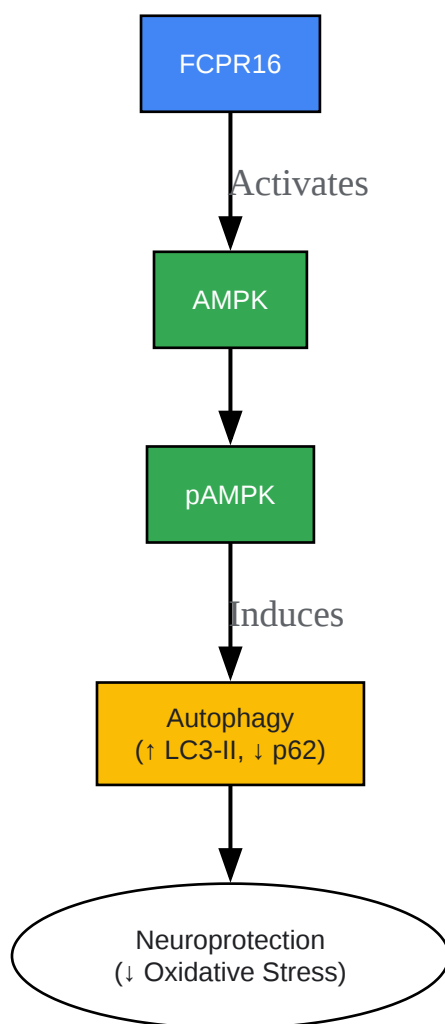 FCPR16
Activates
AMPK
pAMPK
Induces
Autophagy
(↑ LC3-II, ↓ p62)
Neuroprotection
(↓ Oxidative Stress)